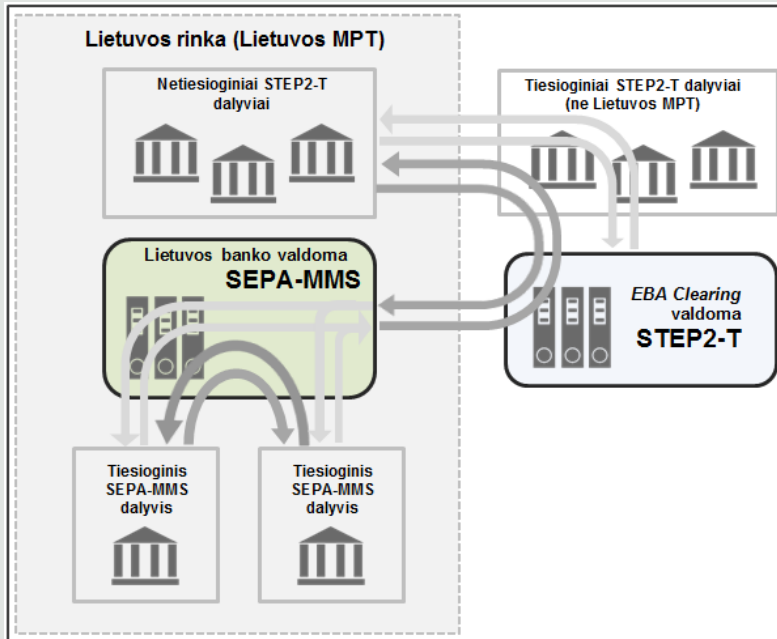 Lietuvos rinka (Lietuvos MPT)
Netiesioginiai STEP2-T
dalyviai
Tiesioginiai STEP2-T dalyviai
(ne Lietuvos MPT)
Lietuvos banko valdoma
SEPA-MMS
EBA Clearing
valdoma
STEP2-T
Tiesioginis
SEPA-MMS
dalyvis
Tiesioginis
SEPA-MMS
dalyvis